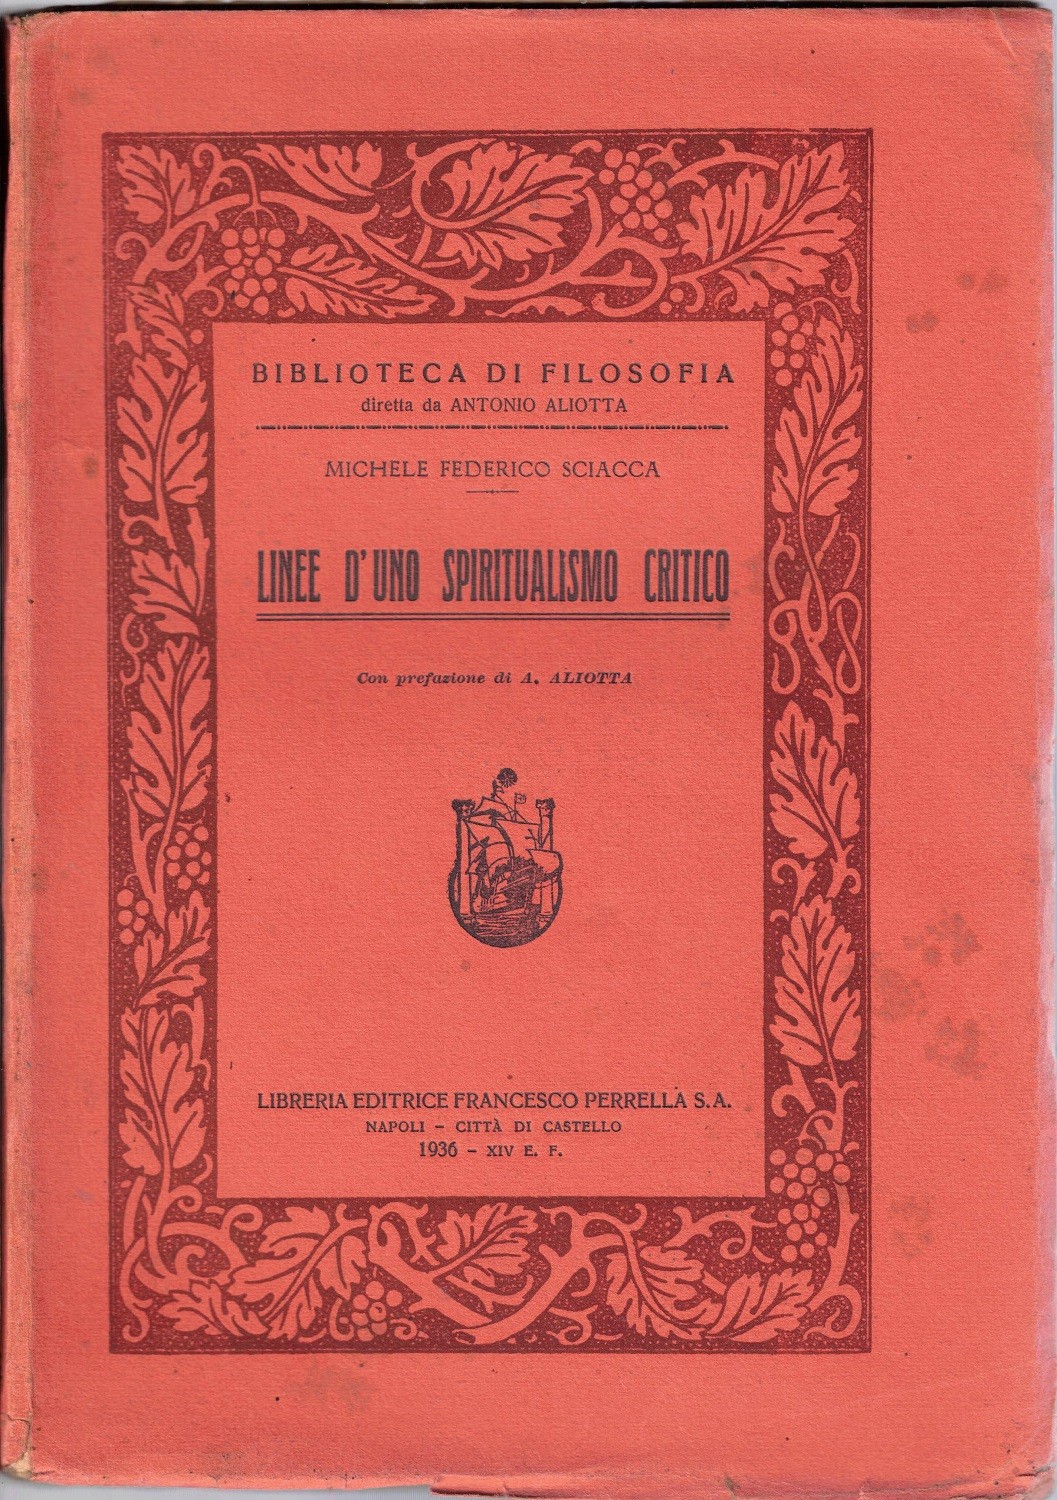 BIBLIOTECA DI FILOSOFIA
diretta da ANTONIO ALIOTTA
MICHELE FEDERICO SCIACCA
LINEE D'UNO SPIRITUALISMO CRITICO
Con prefazione di A. ALIOTTA
LIBRERIA EDITRICE FRANCESCO PERRELLA S.A.
NAPOLI – CITTÀ DI CASTELLO
1936 – XIV E. F.